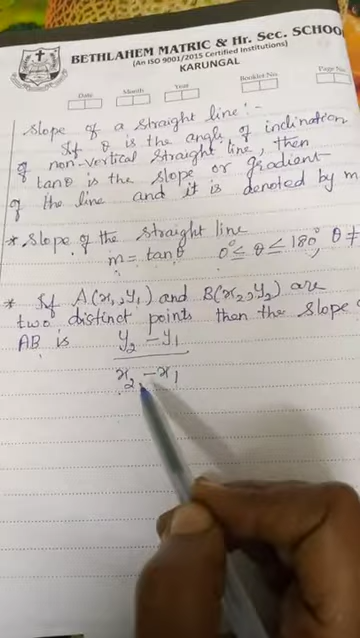 BETHLAHEM MATRIC & Hr. Sec. SCHOO
(An ISO 9001/2015 Certified Institutions)
KARUNGAL
Date Month Year Booklet No. Page No.
Slope of a straight line :-
If θ is the angle of inclination
of non-vertical straight line, then
tanθ is the slope or gradient
of the line and it is denoted by m
* Slope of the straight line
m = tanθ 0° ≤ θ ≤ 180°, θ ≠
* If A(x₁, y₁) and B(x₂, y₂) are
two distinct points then the slope
AB is y₂ - y₁
x₂ - x₁